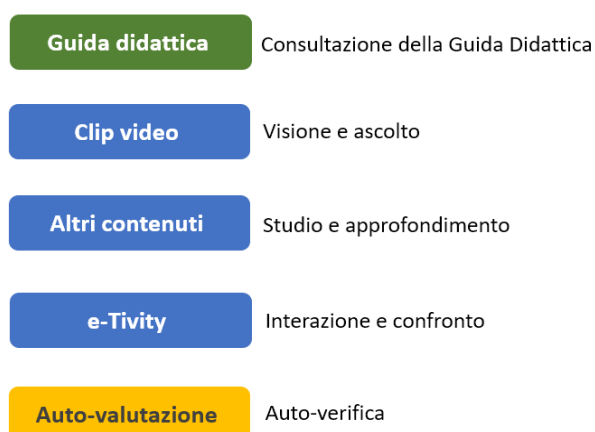 Guida didattica Consultazione della Guida Didattica
Clip video Visione e ascolto
Altri contenuti Studio e approfondimento
e-Tivity Interazione e confronto
Auto-valutazione Auto-verifica